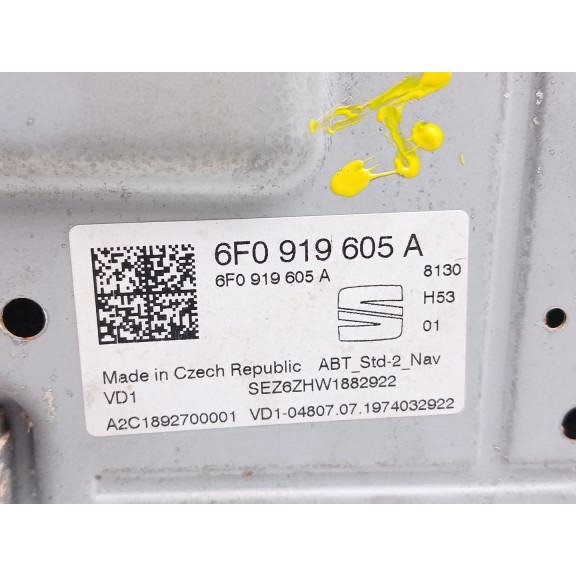 6F0 919 605 A
6F0 919 605 A
8130
H53
01
Made in Czech Republic ABT_Std-2_Nav
VD1 SEZ6ZHW1882922
A2C1892700001 VD1-04807.07.1974032922